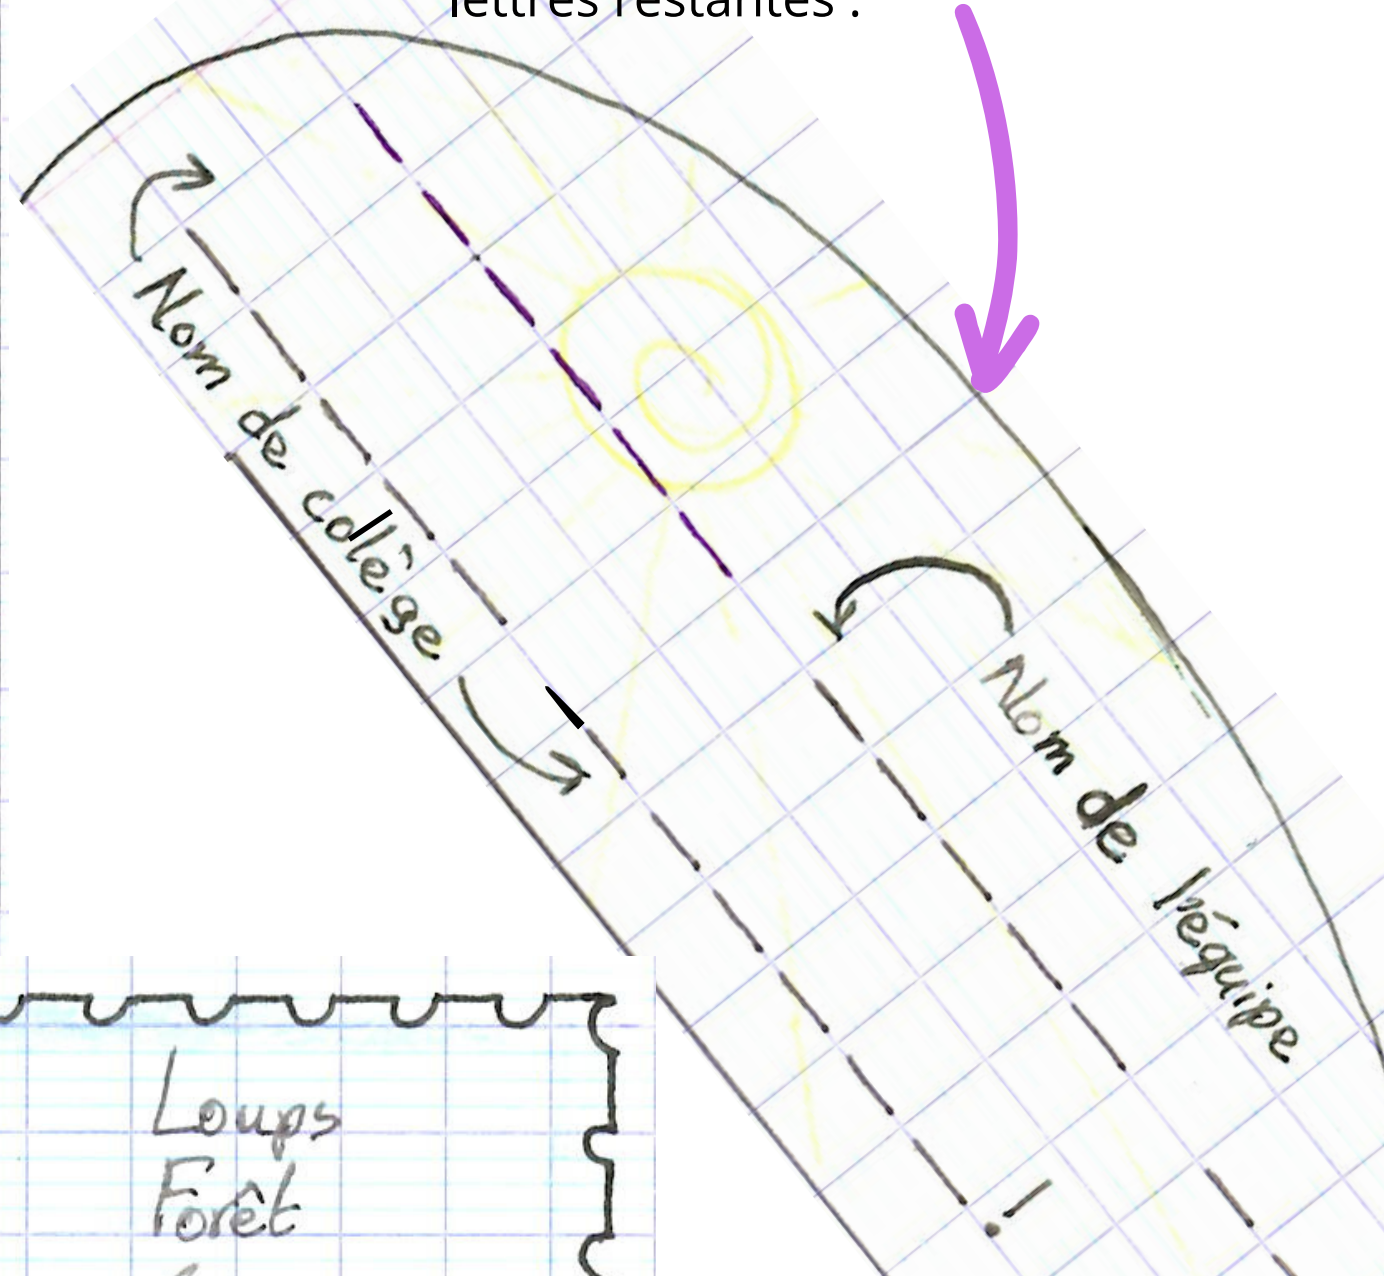 lettres restantes :
Nom de collège
Nom de l'équipe
!
Loups
Forêt